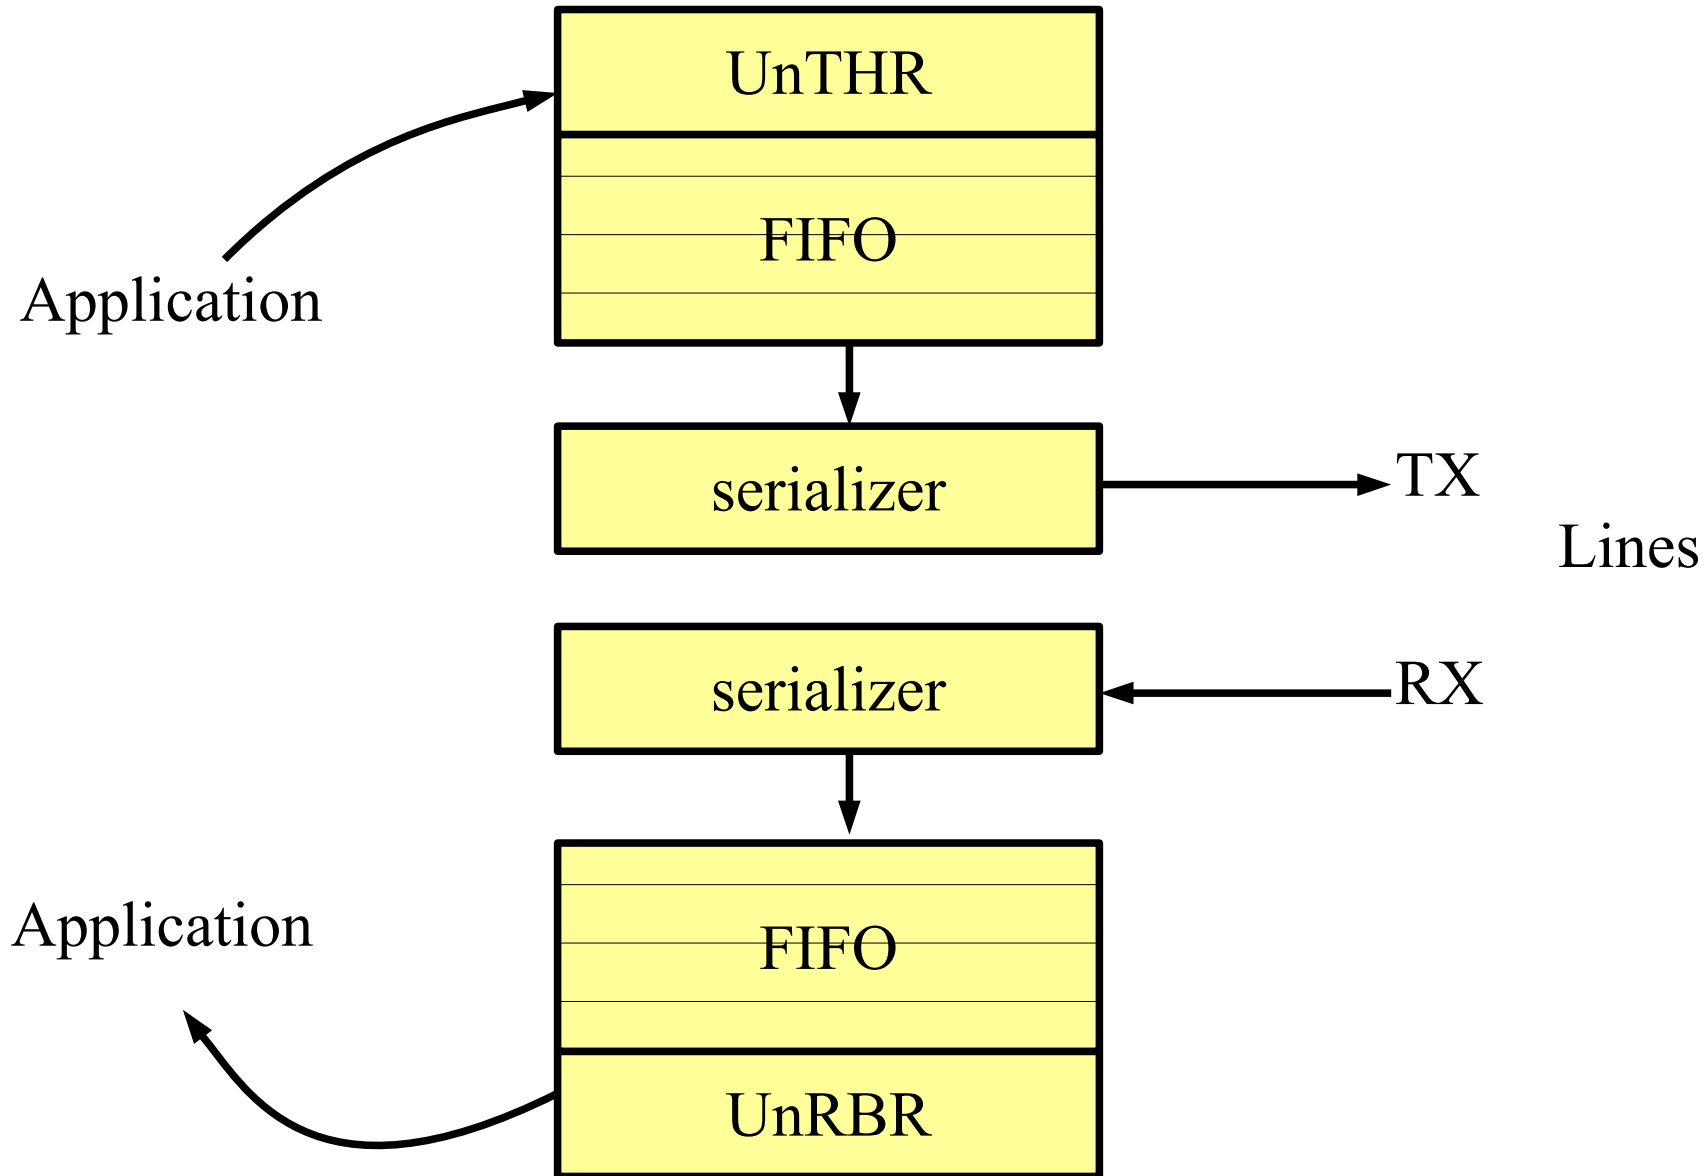 UnTHR
FIFO
Application
serializer
TX
Lines
serializer
RX
Application
FIFO
UnRBR